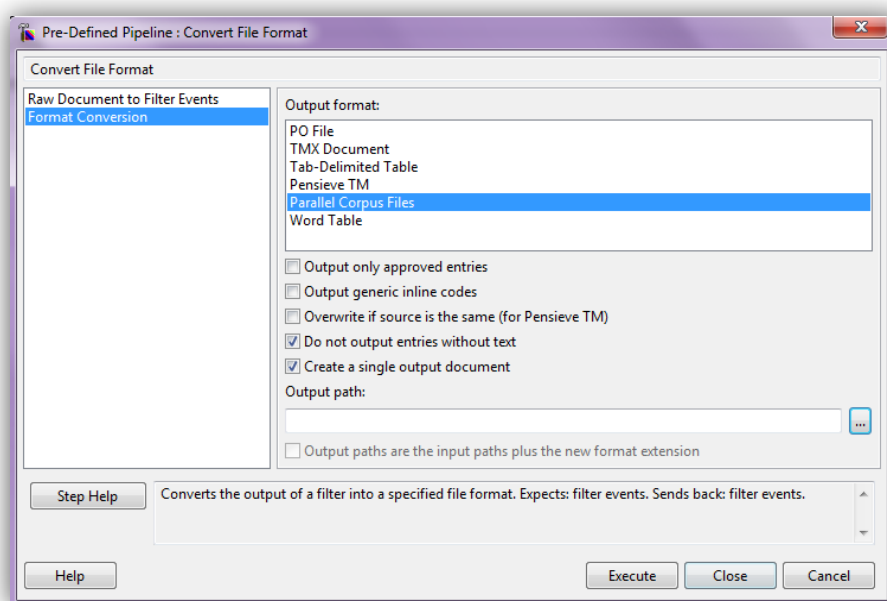 Pre-Defined Pipeline : Convert File Format
Convert File Format
Raw Document to Filter Events
Format Conversion
Output format:
PO File
TMX Document
Tab-Delimited Table
Pensieve TM
Parallel Corpus Files
Word Table
Output only approved entries
Output generic inline codes
Overwrite if source is the same (for Pensieve TM)
Do not output entries without text
Create a single output document
Output path:
...
Output paths are the input paths plus the new format extension
Step Help
Converts the output of a filter into a specified file format. Expects: filter events. Sends back: filter events.
Help
Execute
Close
Cancel